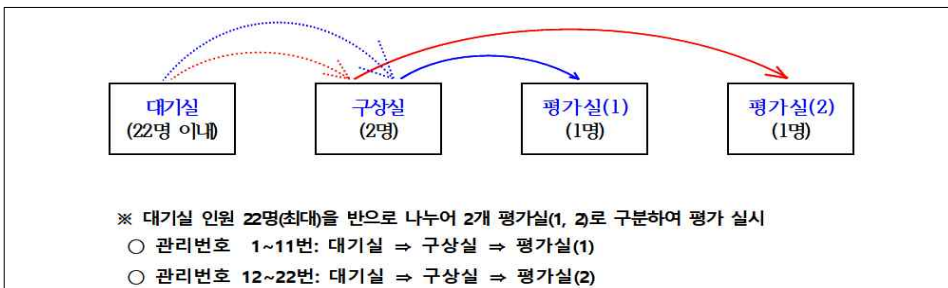 대기실 구상실 평가실(1) 평가실(2)
(22명 이내) (2명) (1명) (1명)
※ 대기실 인원 22명(최대)을 반으로 나누어 2개 평가실(1, 2)로 구분하여 평가 실시
○ 관리번호 1~11번: 대기실 ⇒ 구상실 ⇒ 평가실(1)
○ 관리번호 12~22번: 대기실 ⇒ 구상실 ⇒ 평가실(2)